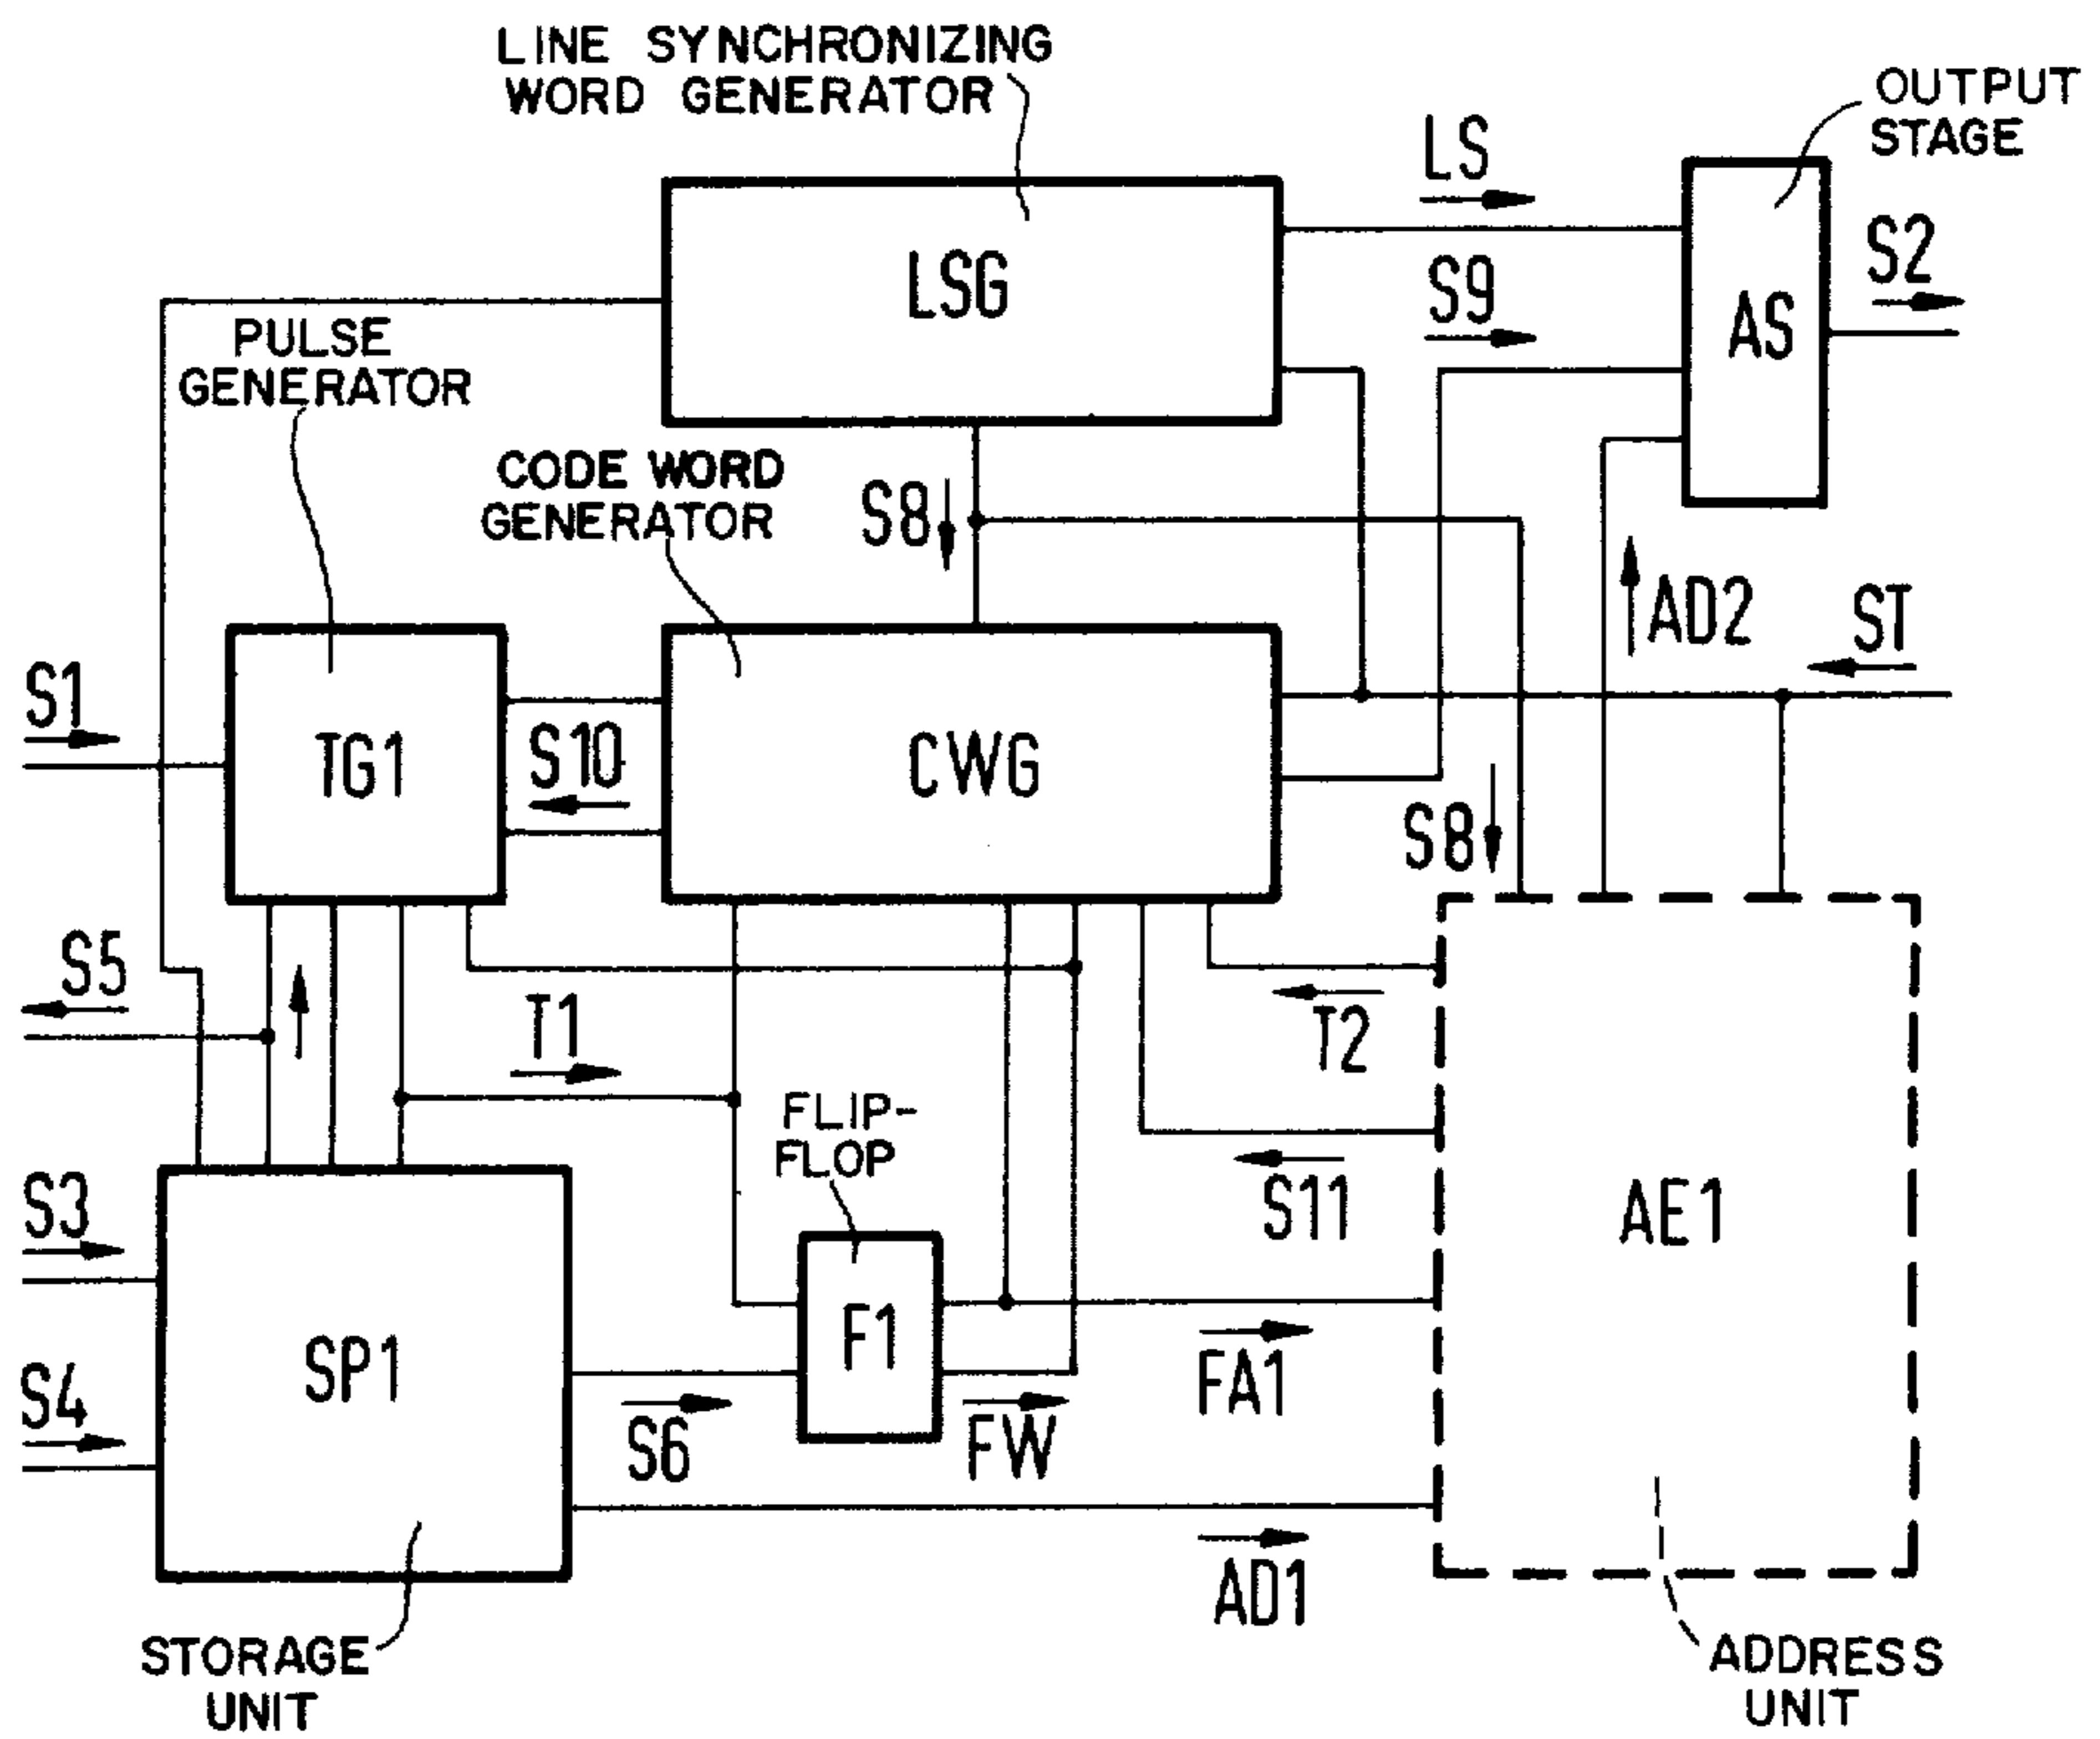 LINE SYNCHRONIZING
WORD GENERATOR
OUTPUT
STAGE
LS
LSG
S9
S2
AS
PULSE
GENERATOR
CODE WORD
GENERATOR
S8
AD2
ST
S1
TG1
S10
CWG
S8
S5
T1
T2
FLIP-
FLOP
S3
S11
AE1
F1
SP1
S4
FA1
S6
FW
AD1
STORAGE
UNIT
ADDRESS
UNIT